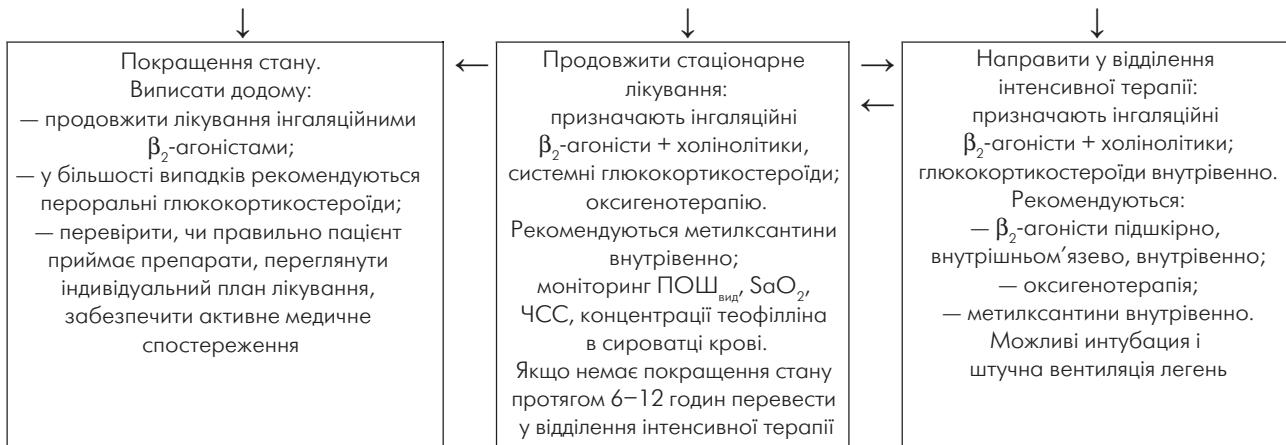 Покращення стану.
Виписати додому:
— продовжити лікування інгаляційними
β₂-агоністами;
— у більшості випадків рекомендуються
пероральні глюкокортикостероїди;
— перевірити, чи правильно пацієнт
приймає препарати, переглянути
індивідуальний план лікування,
забезпечити активне медичне
спостереження
Продовжити стаціонарне
лікування:
призначають інгаляційні
β₂-агоністи + холінолітики,
системні глюкокортикостероїди;
оксигенотерапію.
Рекомендуються метилксантини
внутрівенно;
моніторинг ПОШвид, SaO₂,
ЧСС, концентрації теофілліна
в сироватці крові.
Якщо немає покращення стану
протягом 6–12 годин перевести
у відділення інтенсивної терапії
Направити у відділення
інтенсивної терапії:
призначають інгаляційні
β₂-агоністи + холінолітики;
глюкокортикостероїди внутрівенно.
Рекомендуються:
— β₂-агоністи підшкірно,
внутрішньом′язево, внутрівенно;
— оксигенотерапія;
— метилксантини внутрівенно.
Можливі интубація і
штучна вентиляція легень